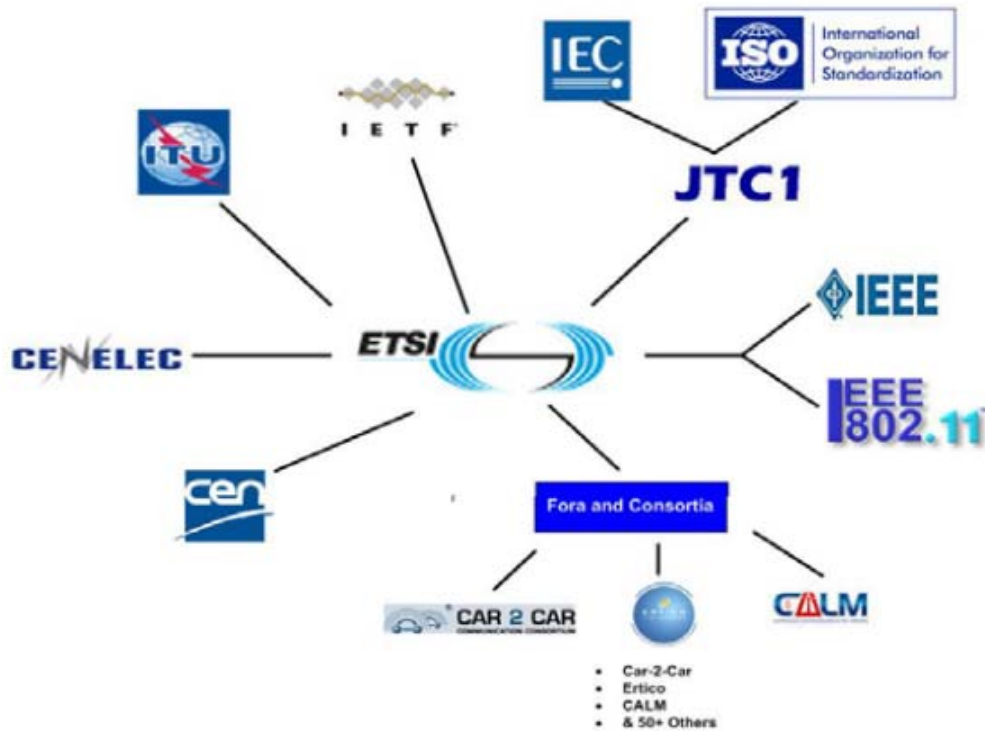 IEC
ISO
International
Organization for
Standardization
IETF
ITU
JTC1
IEEE
ETSI
CENELEC
IEEE
802.11
cen
Fora and Consortia
CAR 2 CAR
COMMUNICATION CONSORTIUM
CALM
• Car-2-Car
• Ertico
• CALM
• & 50+ Others